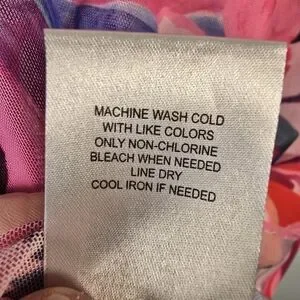 MACHINE WASH COLD
WITH LIKE COLORS
ONLY NON-CHLORINE
BLEACH WHEN NEEDED
LINE DRY
COOL IRON IF NEEDED